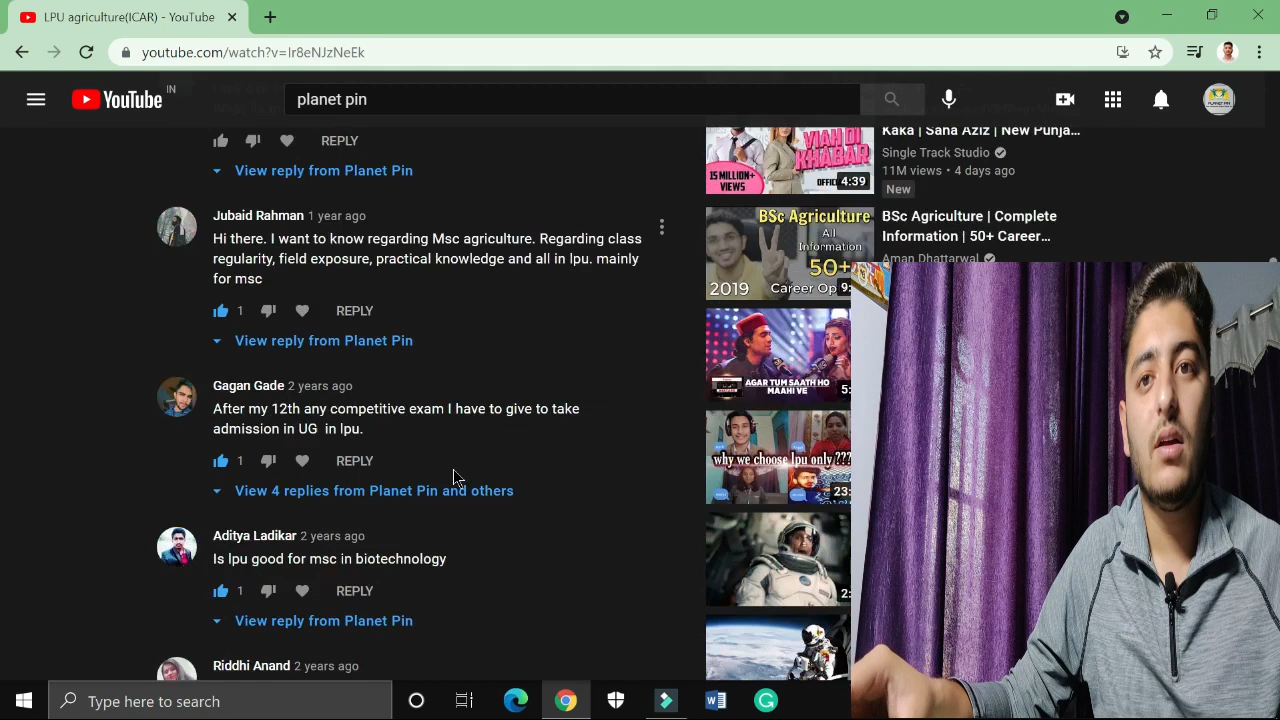 LPU agriculture(ICAR) - YouTube
youtube.com/watch?v=Ir8eNJzNeEk
YouTube IN
planet pin
REPLY
View reply from Planet Pin
Jubaid Rahman 1 year ago
Hi there. I want to know regarding Msc agriculture. Regarding class
regularity, field exposure, practical knowledge and all in lpu. mainly
for msc
1 REPLY
View reply from Planet Pin
Gagan Gade 2 years ago
After my 12th any competitive exam I have to give to take
admission in UG in lpu.
1 REPLY
View 4 replies from Planet Pin and others
Aditya Ladikar 2 years ago
Is lpu good for msc in biotechnology
1 REPLY
View reply from Planet Pin
Riddhi Anand 2 years ago
VIAH DI
KHABAR
15 MILLION+
VIEWS
4:39
Kaka | Sana Aziz | New Punja...
Single Track Studio
11M views • 4 days ago
New
BSc Agriculture
All
Information
50+
Career Op
2019
9:
BSc Agriculture | Complete
Information | 50+ Career...
Aman Dhattarwal
AGAR TUM SAATH HO
MAAHI VE
5:
why we choose lpu only ???
23:
2:
Type here to search